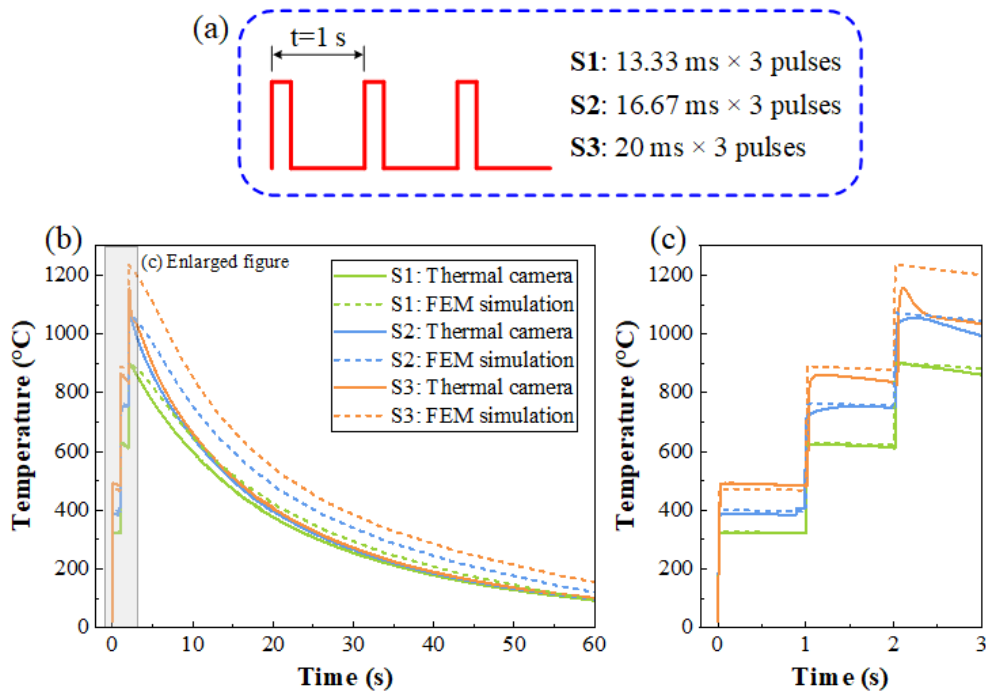 (a)
t=1 s
S1: 13.33 ms × 3 pulses
S2: 16.67 ms × 3 pulses
S3: 20 ms × 3 pulses
(b)
(c) Enlarged figure
S1: Thermal camera
S1: FEM simulation
S2: Thermal camera
S2: FEM simulation
S3: Thermal camera
S3: FEM simulation
Temperature (°C)
1200
1000
800
600
400
200
0
0 10 20 30 40 50 60
Time (s)
(c)
Temperature (°C)
1200
1000
800
600
400
200
0
0 1 2 3
Time (s)